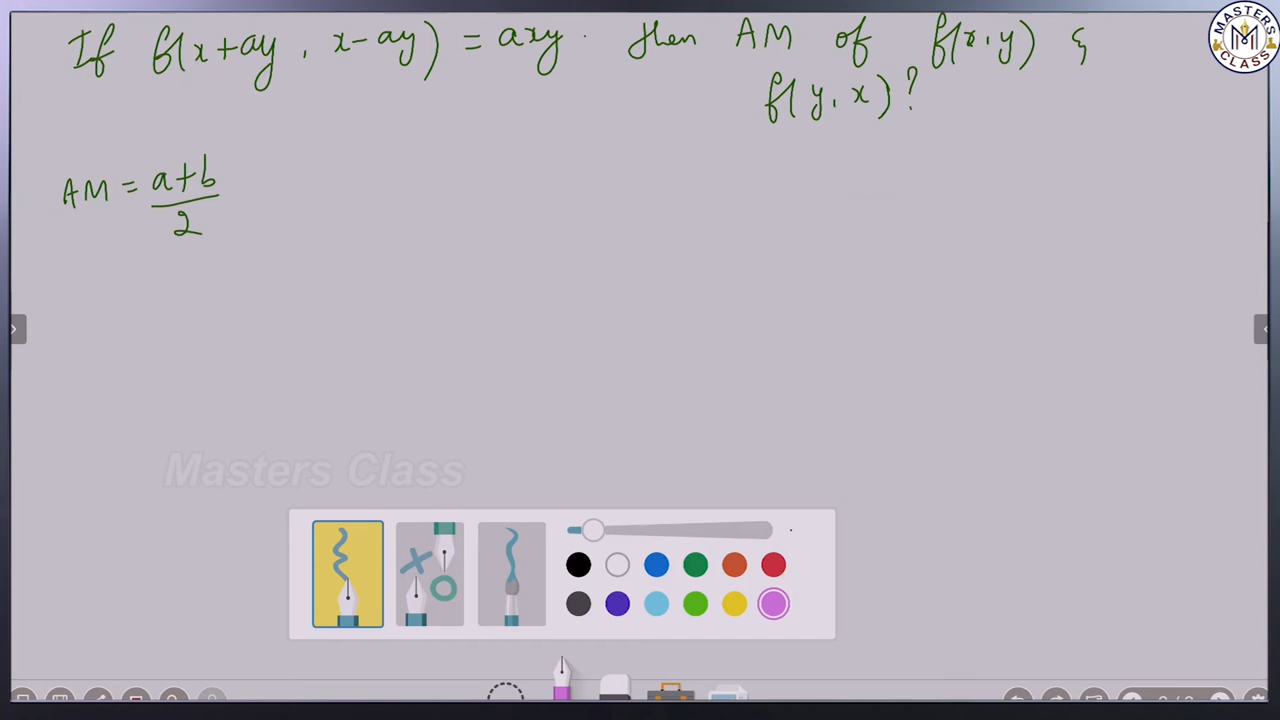 If f(x+ay, x-ay) = axy. then AM of f(x,y) &
f(y,x)?
AM = a+b
2
Masters Class
MASTERS
M
CLASS